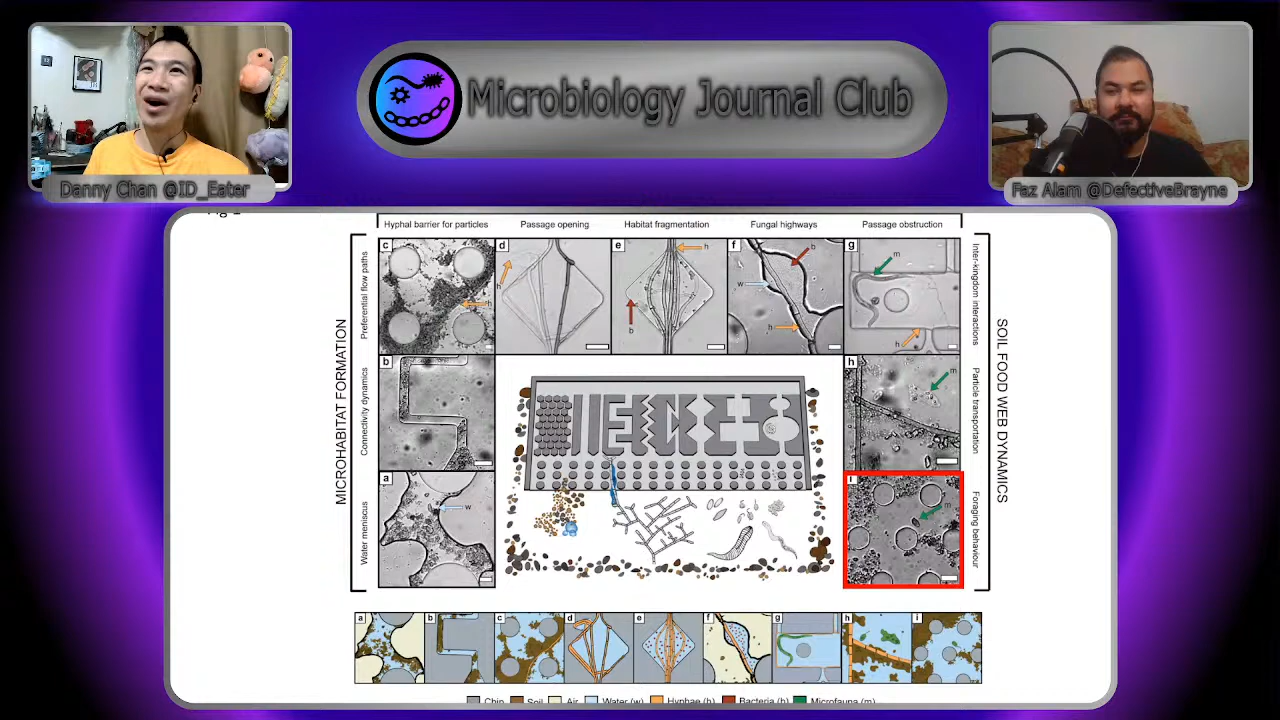 Microbiology Journal Club
Danny Chan @ID_Eater
Faz Alam @DefectiveBrayne
Hyphal barrier for particles
Passage opening
Habitat fragmentation
Fungal highways
Passage obstruction
MICROHABITAT FORMATION
Preferential flow paths
Connectivity dynamics
Water meniscus
c
h
d
h
e
h
b
f
b
w
h
g
m
h
b
a
w
h
m
i
m
Inter-kingdom interactions
Particle transportation
Foraging behaviour
SOIL FOOD WEB DYNAMICS
a
b
c
d
e
f
g
h
i
Chip
Soil
Air
Water (w)
Hyphae (h)
Bacteria (b)
Microfauna (m)